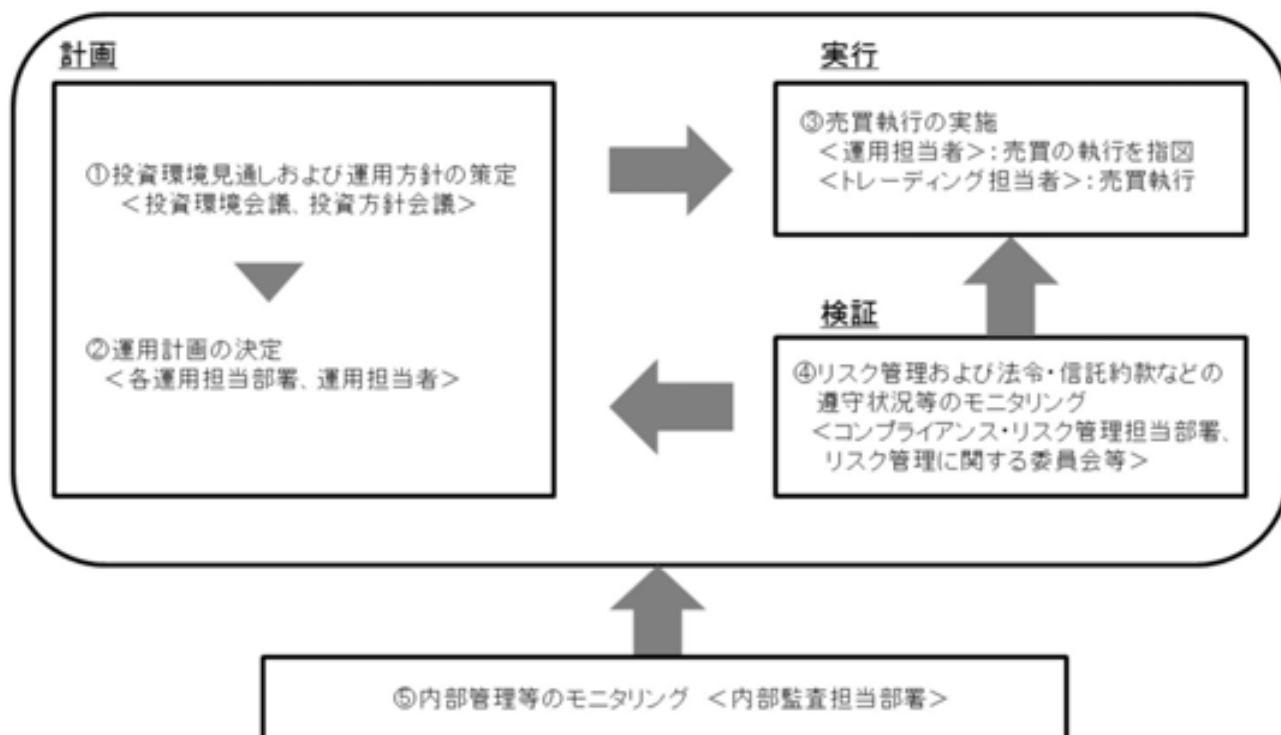 計画
①投資環境見通しおよび運用方針の策定
<投資環境会議、投資方針会議>
②運用計画の決定
<各運用担当部署、運用担当者>
実行
③売買執行の実施
<運用担当者>:売買の執行を指図
<トレーディング担当者>:売買執行
検証
④リスク管理および法令・信託約款などの
遵守状況等のモニタリング
<コンプライアンス・リスク管理担当部署、
リスク管理に関する委員会等>
⑤内部管理等のモニタリング <内部監査担当部署>